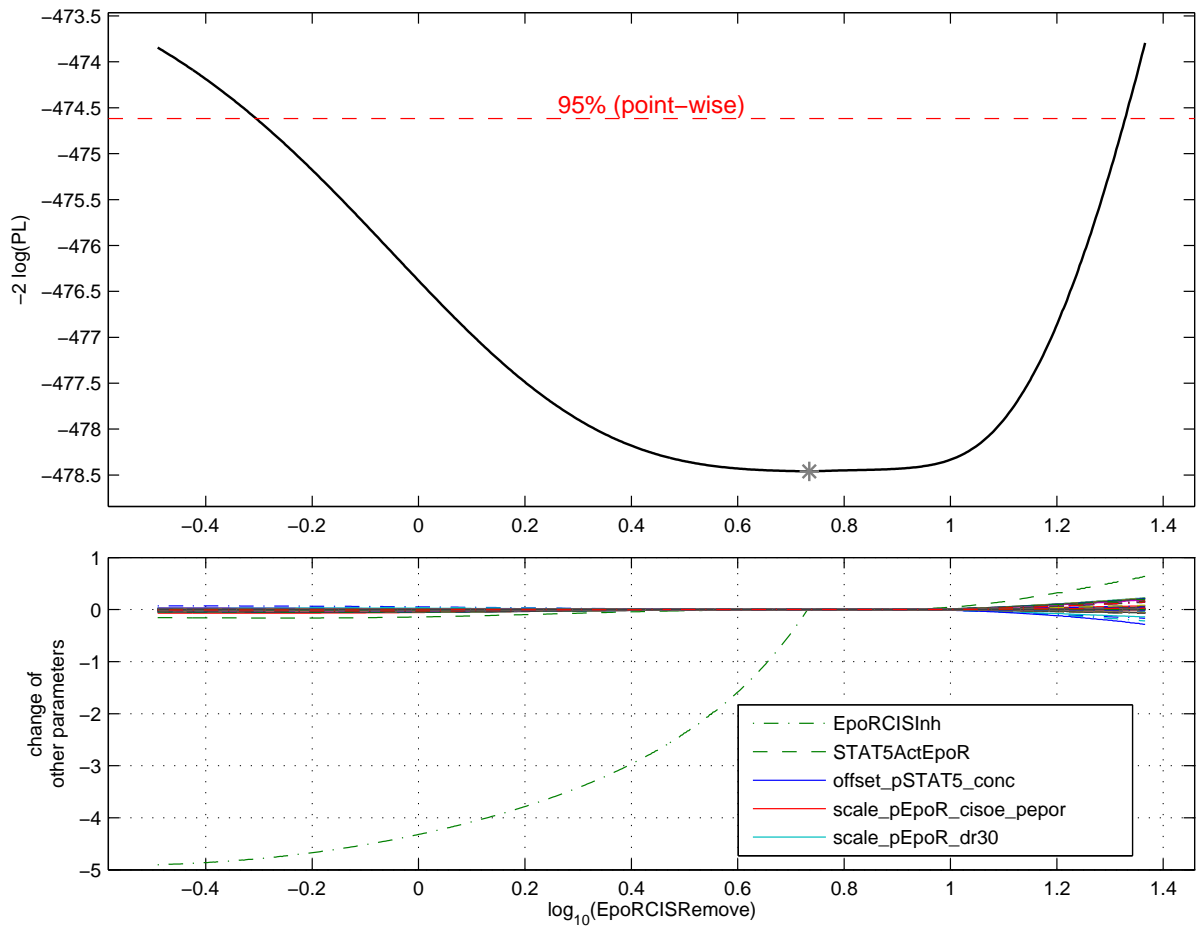 −473.5
−474
−474.5
−475
−475.5
−476
−476.5
−477
−477.5
−478
−478.5
−2 log(PL)
95% (point−wise)
−0.4 −0.2 0 0.2 0.4 0.6 0.8 1 1.2 1.4
1
0
−1
−2
−3
−4
−5
change of
other parameters
EpoRCISInh
STAT5ActEpoR
offset_pSTAT5_conc
scale_pEpoR_cisoe_pepor
scale_pEpoR_dr30
−0.4 −0.2 0 0.2 0.4 0.6 0.8 1 1.2 1.4
log10(EpoRCISRemove)